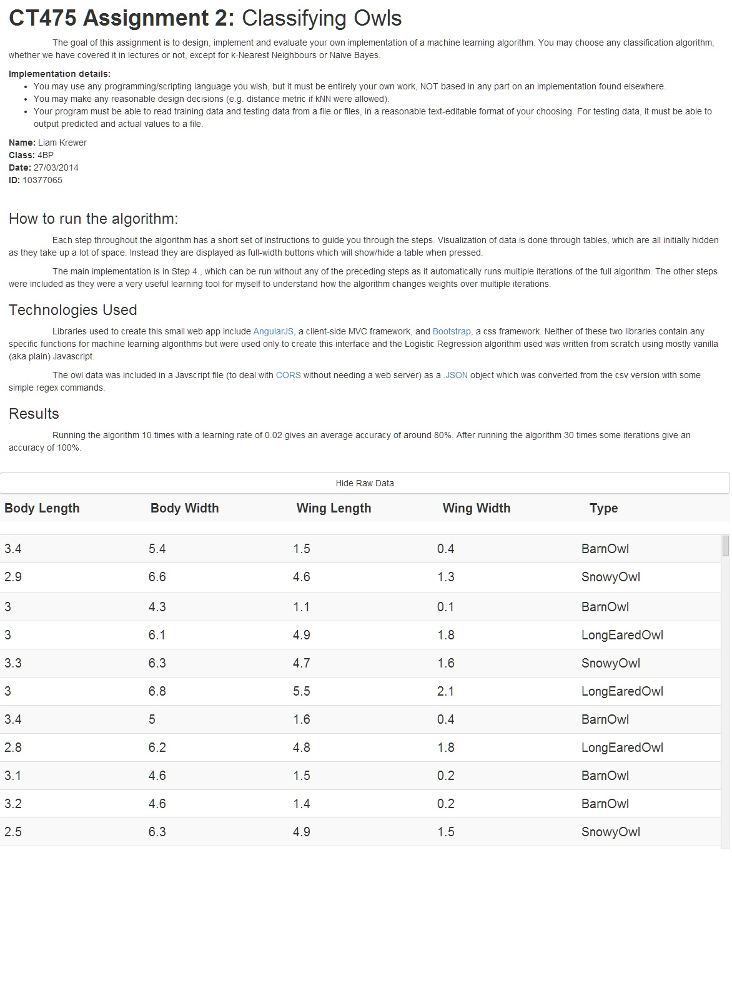 CT475 Assignment 2: Classifying Owls
The goal of this assignment is to design, implement and evaluate your own implementation of a machine learning algorithm. You may choose any classification algorithm,
whether we have covered it in lectures or not, except for k-Nearest Neighbours or Naive Bayes.
Implementation details:
• You may use any programming/scripting language you wish, but it must be entirely your own work, NOT based in any part on an implementation found elsewhere.
• You may make any reasonable design decisions (e.g. distance metric if kNN were allowed).
• Your program must be able to read training data and testing data from a file or files, in a reasonable text-editable format of your choosing. For testing data, it must be able to
output predicted and actual values to a file.
Name: Liam Krewer
Class: 4BP
Date: 27/03/2014
ID: 10377065
How to run the algorithm:
Each step throughout the algorithm has a short set of instructions to guide you through the steps. Visualization of data is done through tables, which are all initially hidden
as they take up a lot of space. Instead they are displayed as full-width buttons which will show/hide a table when pressed.
The main implementation is in Step 4., which can be run without any of the preceding steps as it automatically runs multiple iterations of the full algorithm. The other steps
were included as they were a very useful learning tool for myself to understand how the algorithm changes weights over multiple iterations.
Technologies Used
Libraries used to create this small web app include AngularJS, a client-side MVC framework, and Bootstrap, a css framework. Neither of these two libraries contain any
specific functions for machine learning algorithms but were used only to create this interface and the Logistic Regression algorithm used was written from scratch using mostly vanilla
(aka plain) Javascript.
The owl data was included in a Javscript file (to deal with CORS without needing a web server) as a .JSON object which was converted from the csv version with some
simple regex commands.
Results
Running the algorithm 10 times with a learning rate of 0.02 gives an average accuracy of around 80%. After running the algorithm 30 times some iterations give an
accuracy of 100%.
Hide Raw Data
Body Length Body Width Wing Length Wing Width Type
3.4 5.4 1.5 0.4 BarnOwl
2.9 6.6 4.6 1.3 SnowyOwl
3 4.3 1.1 0.1 BarnOwl
3 6.1 4.9 1.8 LongEaredOwl
3.3 6.3 4.7 1.6 SnowyOwl
3 6.8 5.5 2.1 LongEaredOwl
3.4 5 1.6 0.4 BarnOwl
2.8 6.2 4.8 1.8 LongEaredOwl
3.1 4.6 1.5 0.2 BarnOwl
3.2 4.6 1.4 0.2 BarnOwl
2.5 6.3 4.9 1.5 SnowyOwl